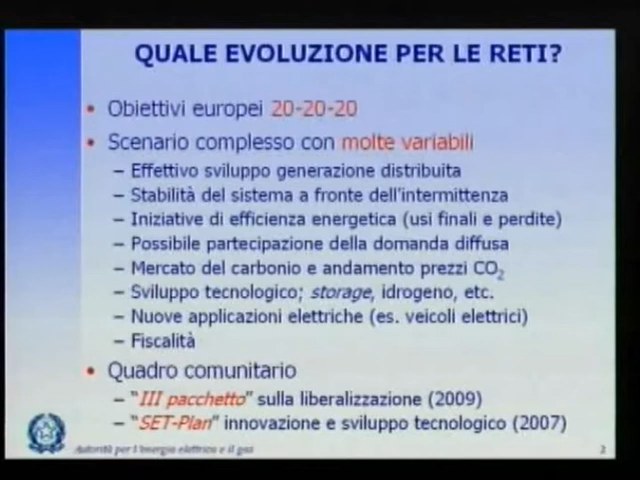 QUALE EVOLUZIONE PER LE RETI?
• Obiettivi europei 20-20-20
• Scenario complesso con molte variabili
– Effettivo sviluppo generazione distribuita
– Stabilità del sistema a fronte dell'intermittenza
– Iniziative di efficienza energetica (usi finali e perdite)
– Possibile partecipazione della domanda diffusa
– Mercato del carbonio e andamento prezzi CO₂
– Sviluppo tecnologico; storage, idrogeno, etc.
– Nuove applicazioni elettriche (es. veicoli elettrici)
– Fiscalità
• Quadro comunitario
– "III pacchetto" sulla liberalizzazione (2009)
– "SET-Plan" innovazione e sviluppo tecnologico (2007)
Autorità per l'energia elettrica e il gas 2